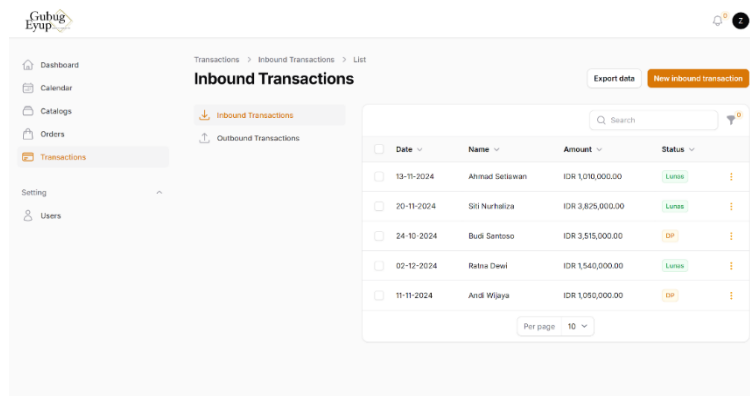 Gubug
Eyup
0
Z
Dashboard
Calendar
Catalogs
Orders
Transactions
Setting
Users
Transactions > Inbound Transactions > List
Inbound Transactions
Export data
New inbound transaction
Inbound Transactions
Outbound Transactions
Search
0
Date Name Amount Status
13-11-2024 Ahmad Setiawan IDR 1,010,000.00 Lunas
20-11-2024 Siti Nurhaliza IDR 3,825,000.00 Lunas
24-10-2024 Budi Santoso IDR 3,515,000.00 DP
02-12-2024 Ratna Dewi IDR 1,540,000.00 Lunas
11-11-2024 Andi Wijaya IDR 1,050,000.00 DP
Per page 10